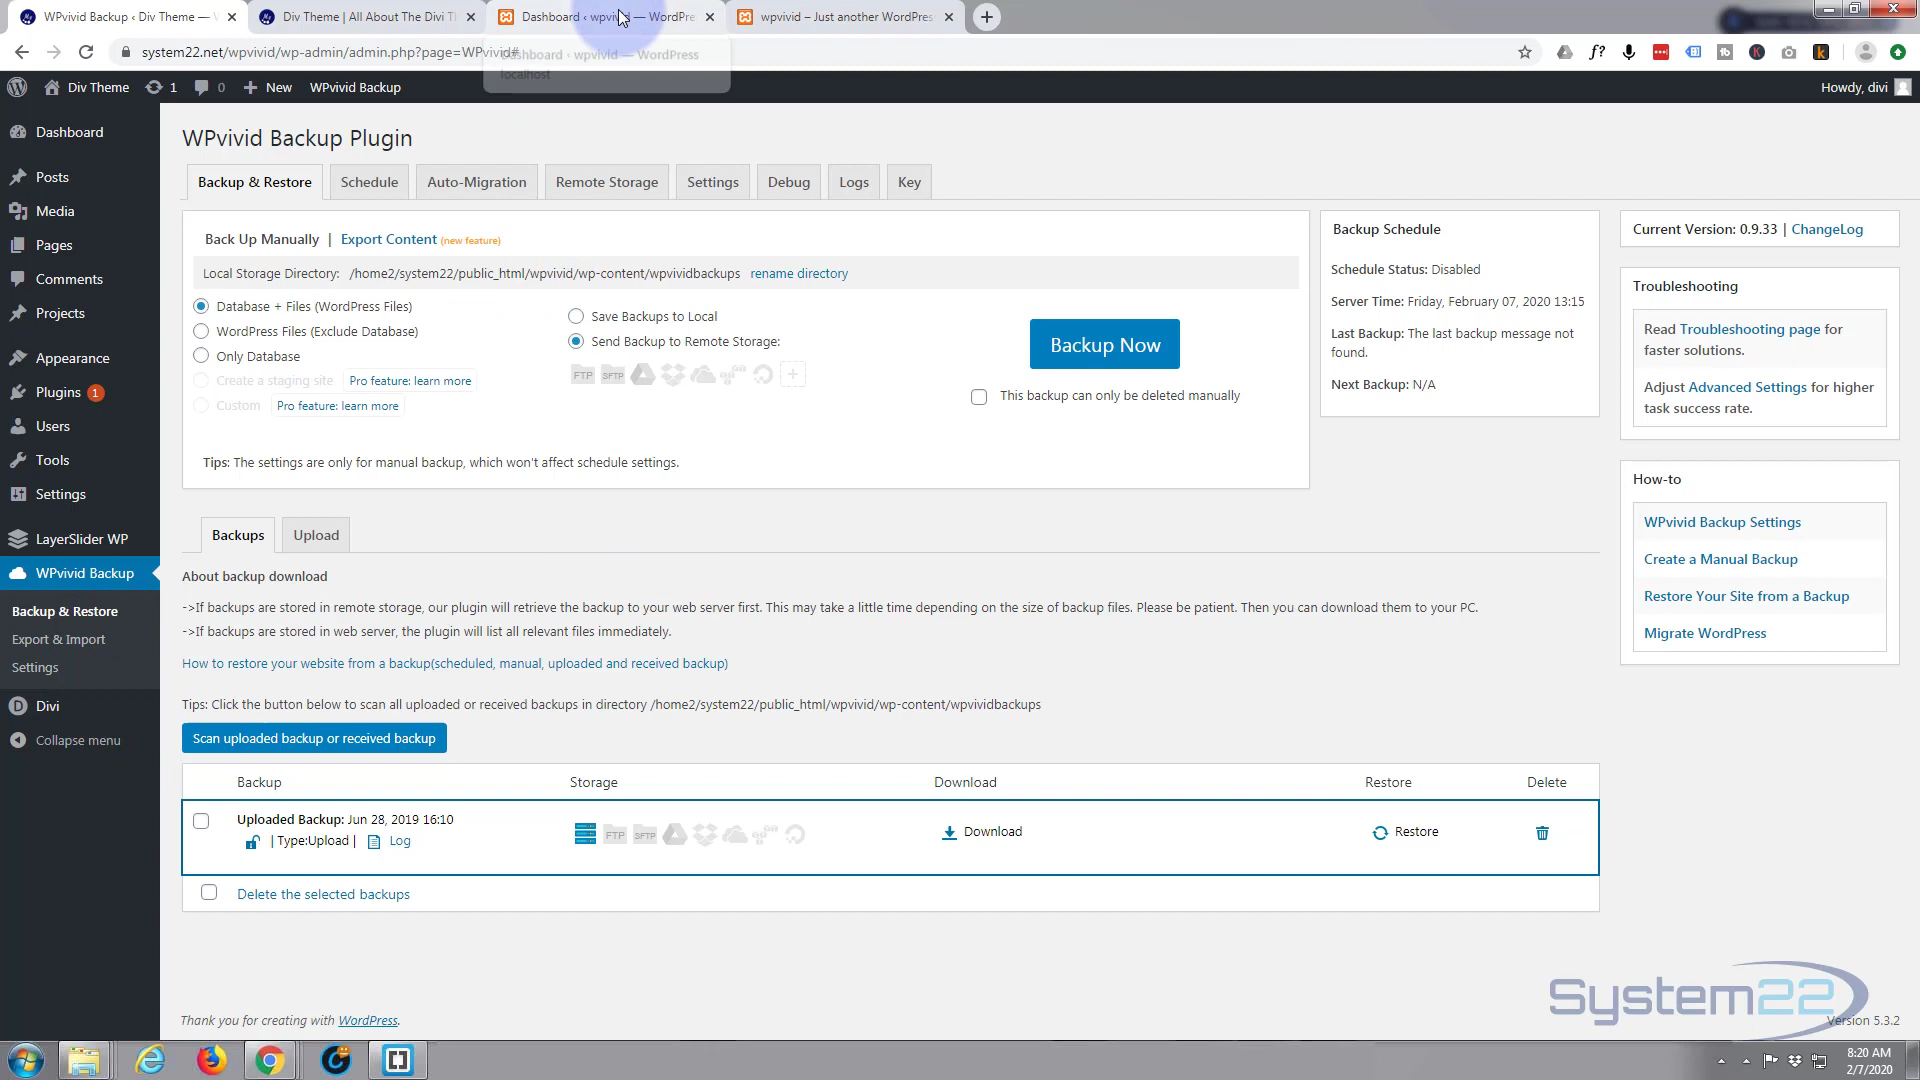 WPvivid Backup ‹ Div Theme — W
Div Theme | All About The Divi Th
Dashboard ‹ wpvivid — WordPre
wpvivid – Just another WordPress
system22.net/wpvivid/wp-admin/admin.php?page=WPvivid#
Dashboard ‹ wpvivid — WordPress
localhost
Div Theme
1
0
New
WPvivid Backup
Howdy, divi
Dashboard
Posts
Media
Pages
Comments
Projects
Appearance
Plugins 1
Users
Tools
Settings
LayerSlider WP
WPvivid Backup
Backup & Restore
Export & Import
Settings
Divi
Collapse menu
WPvivid Backup Plugin
Backup & Restore
Schedule
Auto-Migration
Remote Storage
Settings
Debug
Logs
Key
Back Up Manually | Export Content (new feature)
Local Storage Directory: /home2/system22/public_html/wpvivid/wp-content/wpvividbackups rename directory
Database + Files (WordPress Files)
WordPress Files (Exclude Database)
Only Database
Create a staging site Pro feature: learn more
Custom Pro feature: learn more
Save Backups to Local
Send Backup to Remote Storage:
FTP SFTP
Backup Now
This backup can only be deleted manually
Tips: The settings are only for manual backup, which won't affect schedule settings.
Backup Schedule
Schedule Status: Disabled
Server Time: Friday, February 07, 2020 13:15
Last Backup: The last backup message not
found.
Next Backup: N/A
Current Version: 0.9.33 | ChangeLog
Troubleshooting
Read Troubleshooting page for
faster solutions.
Adjust Advanced Settings for higher
task success rate.
How-to
WPvivid Backup Settings
Create a Manual Backup
Restore Your Site from a Backup
Migrate WordPress
Backups
Upload
About backup download
->If backups are stored in remote storage, our plugin will retrieve the backup to your web server first. This may take a little time depending on the size of backup files. Please be patient. Then you can download them to your PC.
->If backups are stored in web server, the plugin will list all relevant files immediately.
How to restore your website from a backup(scheduled, manual, uploaded and received backup)
Tips: Click the button below to scan all uploaded or received backups in directory /home2/system22/public_html/wpvivid/wp-content/wpvividbackups
Scan uploaded backup or received backup
Backup Storage Download Restore Delete
Uploaded Backup: Jun 28, 2019 16:10
| Type:Upload | Log
FTP SFTP
Download
Restore
Delete the selected backups
Thank you for creating with WordPress.
System22
Version 5.3.2
8:20 AM
2/7/2020